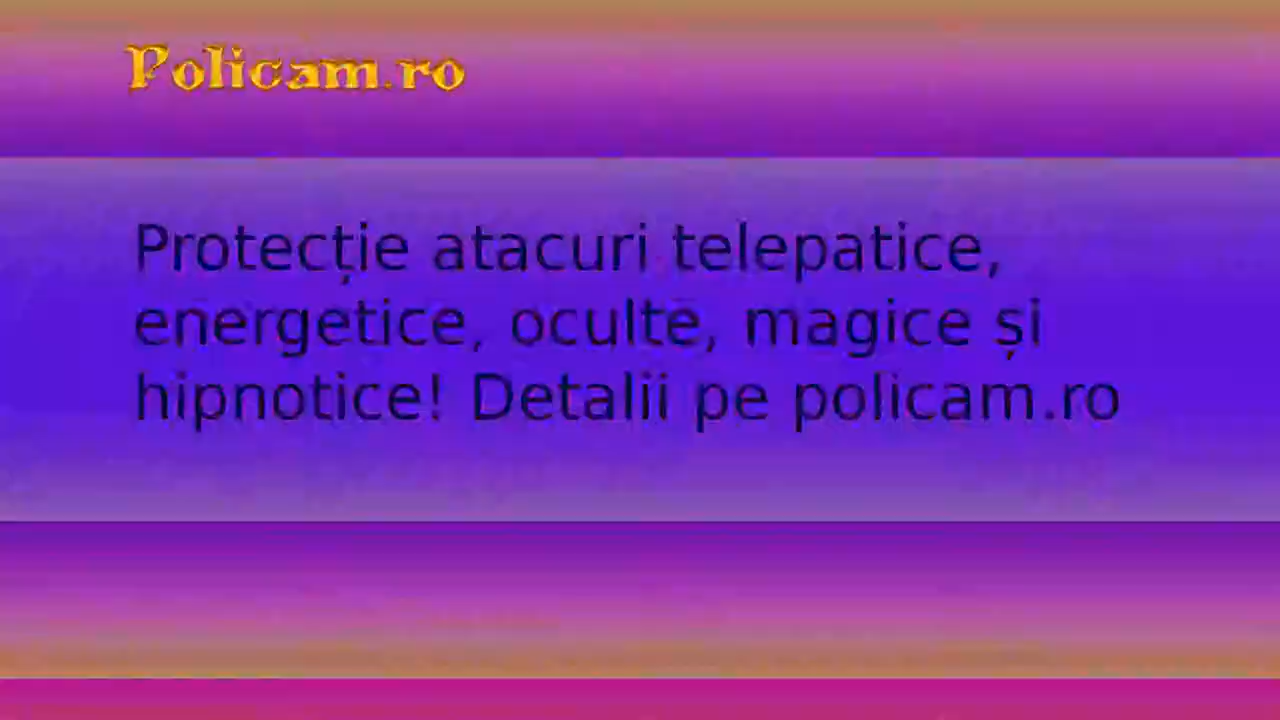 Policam.ro
Protecție atacuri telepatice,
energetice, oculte, magice și
hipnotice! Detalii pe policam.ro